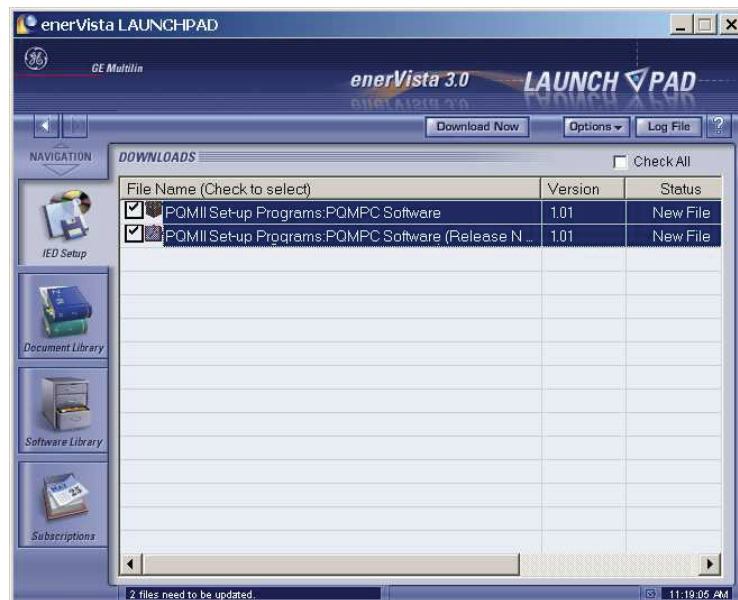 enerVista LAUNCHPAD
GE Multilin
enerVista 3.0 LAUNCH PAD
Download Now Options Log File ?
NAVIGATION
DOWNLOADS
Check All
File Name (Check to select) Version Status
PQMII Set-up Programs:PQMPC Software 1.01 New File
PQMII Set-up Programs:PQMPC Software (Release N ... 1.01 New File
IED Setup
Document Library
Software Library
MAY 25
Subscriptions
2 files need to be updated. 11:19:05 AM